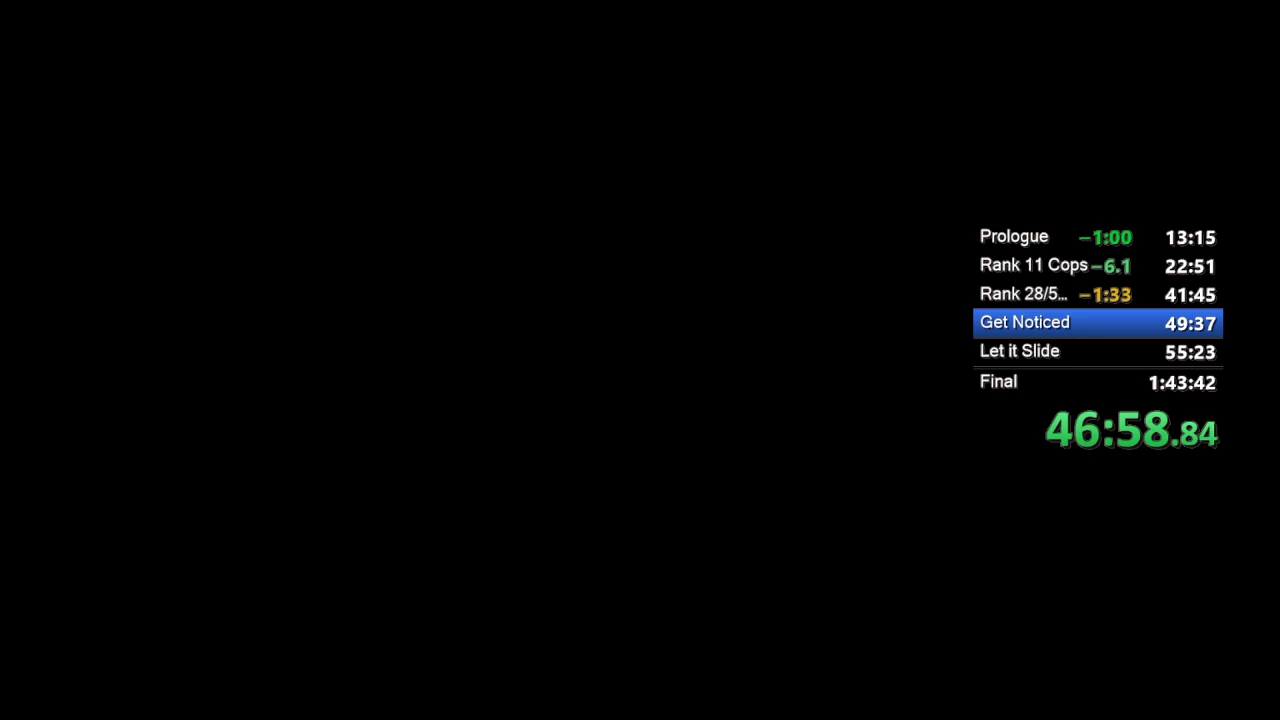 Prologue −1:00 13:15
Rank 11 Cops −6.1 22:51
Rank 28/5... −1:33 41:45
Get Noticed 49:37
Let it Slide 55:23
Final 1:43:42
46:58.84